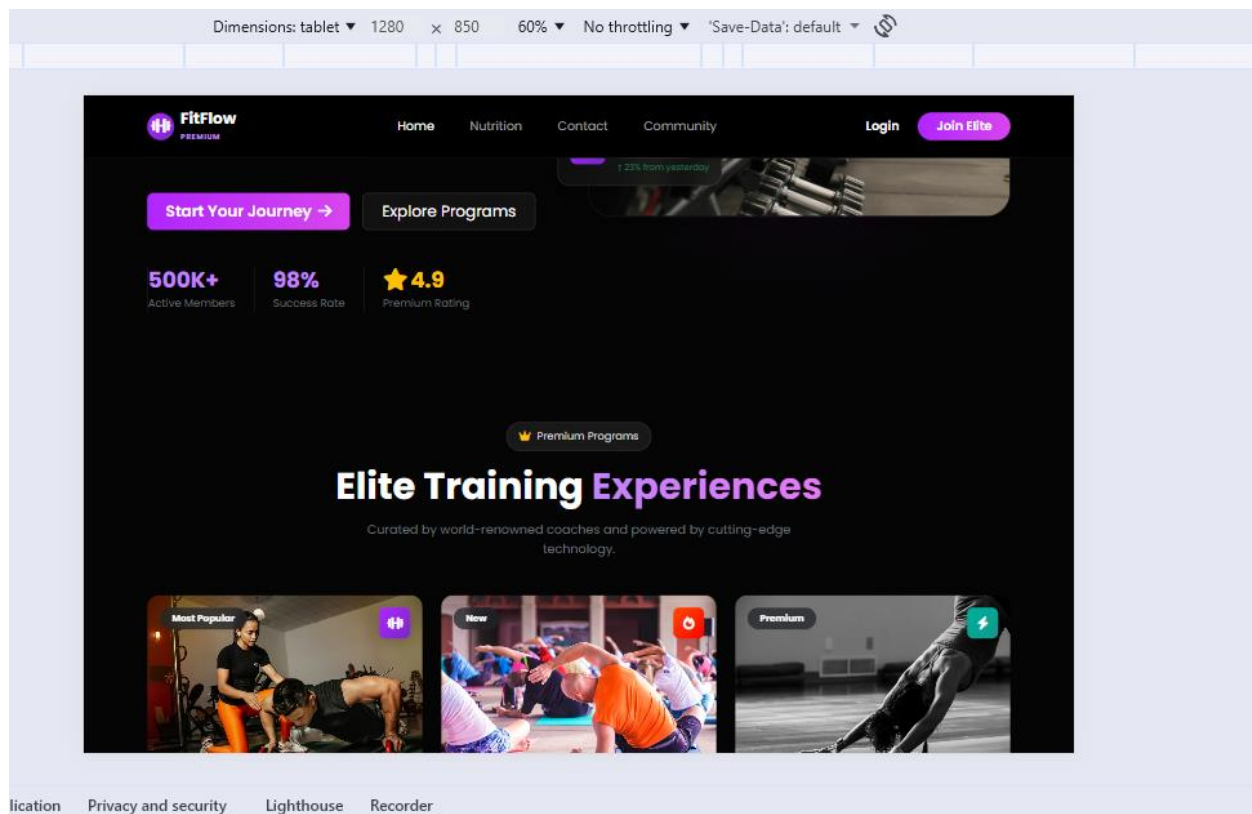 Dimensions: tablet ▼ 1280 × 850 60% ▼ No throttling ▼ 'Save-Data': default
FitFlow
PREMIUM
Home Nutrition Contact Community
Login Join Elite
↑ 23% from yesterday
Start Your Journey → Explore Programs
500K+ 98% 4.9
Active Members Success Rate Premium Rating
Premium Programs
Elite Training Experiences
Curated by world-renowned coaches and powered by cutting-edge
technology.
Most Popular New Premium
lication Privacy and security Lighthouse Recorder